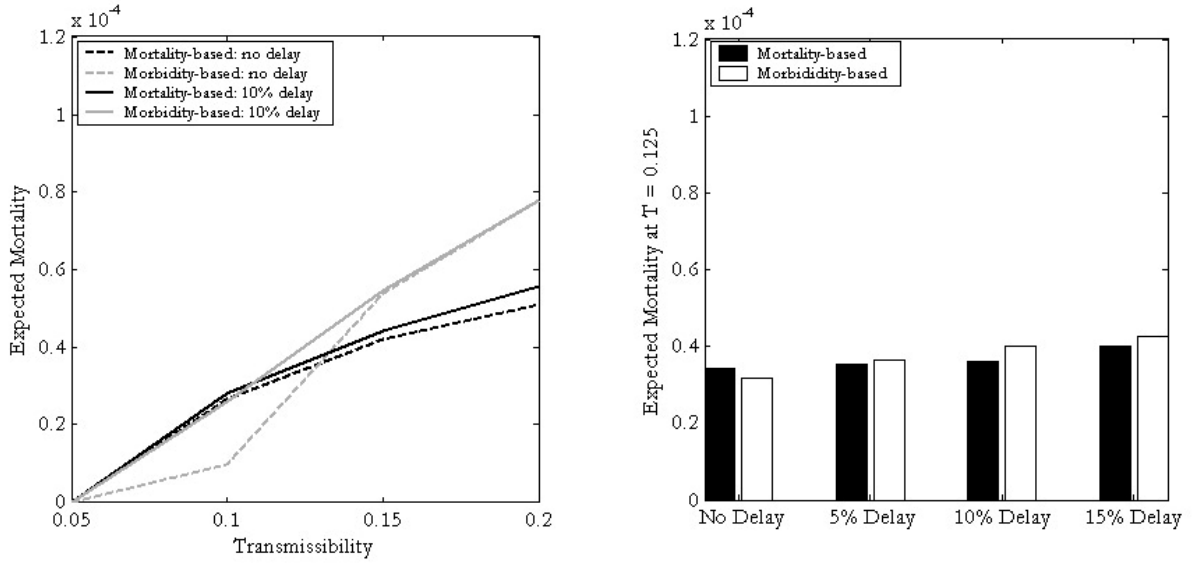 x 10⁻⁴
1.2
1
0.8
0.6
0.4
0.2
0
Expected Mortality
Mortality-based: no delay
Morbidity-based: no delay
Mortality-based: 10% delay
Morbidity-based: 10% delay
0.05 0.1 0.15 0.2
Transmissibility
x 10⁻⁴
1.2
1
0.8
0.6
0.4
0.2
0
Expected Mortality at T = 0.125
Mortality-based
Morbididity-based
No Delay 5% Delay 10% Delay 15% Delay